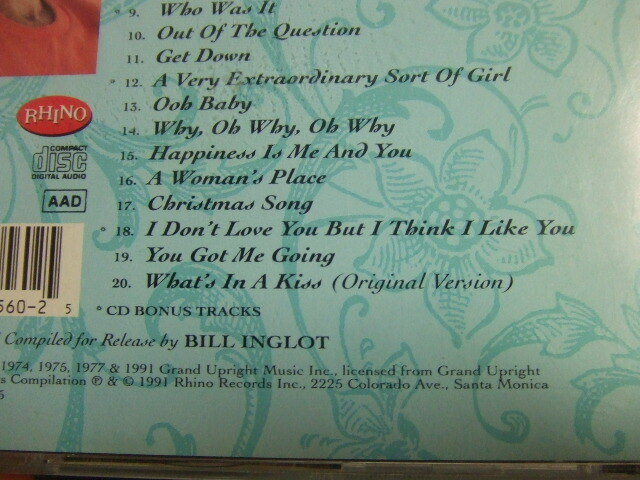 * 9. Who Was It
10. Out Of The Question
11. Get Down
* 12. A Very Extraordinary Sort Of Girl
13. Ooh Baby
14. Why, Oh Why, Oh Why
15. Happiness Is Me And You
16. A Woman's Place
17. Christmas Song
* 18. I Don't Love You But I Think I Like You
19. You Got Me Going
20. What's In A Kiss (Original Version)
* CD BONUS TRACKS
RHINO
COMPACT
disc
DIGITAL AUDIO
AAD
560-2 5
Compiled for Release by BILL INGLOT
1974, 1975, 1977 & 1991 Grand Upright Music Inc., licensed from Grand Upright
s Compilation ℗ & © 1991 Rhino Records Inc., 2225 Colorado Ave., Santa Monica
5